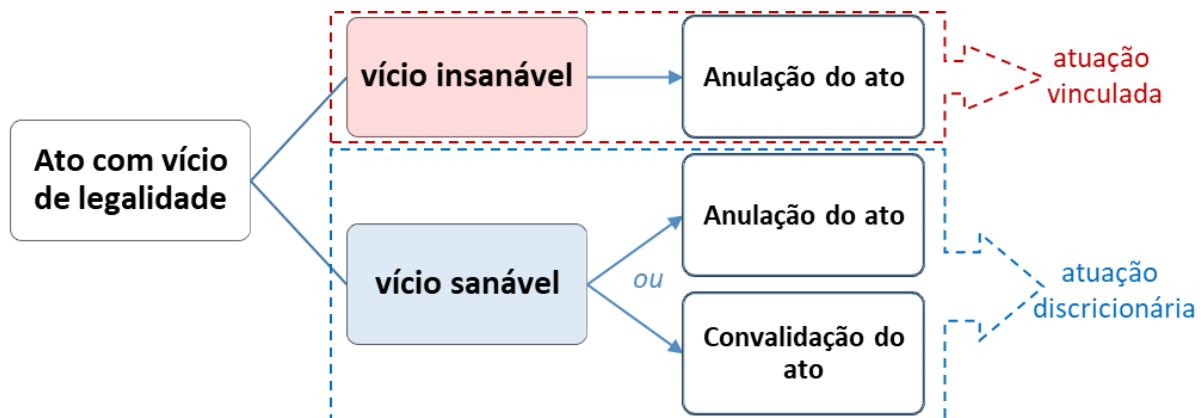 vício insanável
Anulação do ato
atuação
vinculada
Ato com vício
de legalidade
Anulação do ato
vício sanável
ou
atuação
discricionária
Convalidação do
ato